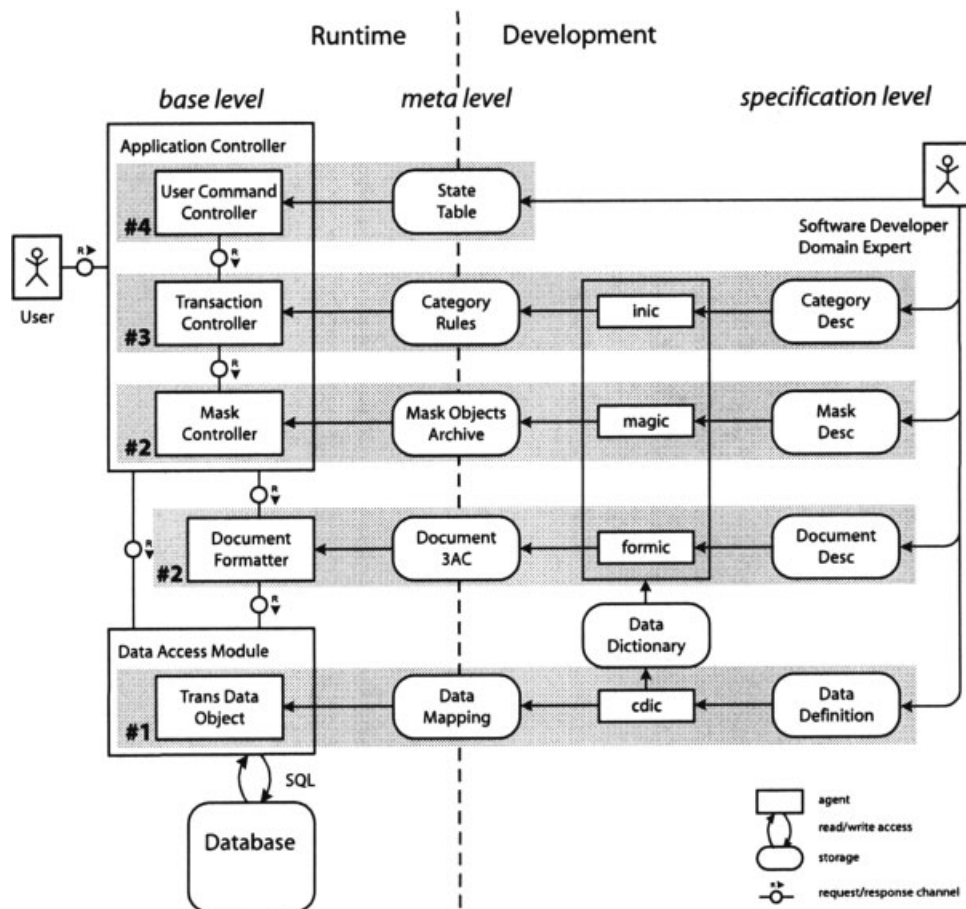 Runtime
Development
base level
meta level
specification level
Application Controller
User Command
Controller
#4
State
Table
Software Developer
Domain Expert
R
R
User
Transaction
Controller
#3
Category
Rules
inic
Category
Desc
R
Mask
Controller
#2
Mask Objects
Archive
magic
Mask
Desc
R
R
Document
Formatter
#2
Document
3AC
formic
Document
Desc
R
Data
Dictionary
Data Access Module
Trans Data
Object
#1
Data
Mapping
cdic
Data
Definition
SQL
Database
agent
read/write access
storage
R
request/response channel